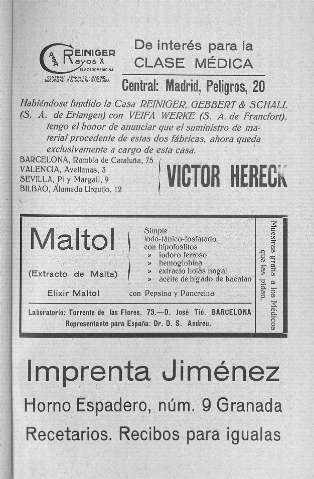 REINIGER
Rayos X
ELECTROMEDICINA
De interés para la
CLASE MÉDICA
Central: Madrid, Peligros, 20
Habiéndose fundido la Casa REINIGER, GEBBERT & SCHALL
(S. A. de Erlangen) con VEIFA WERKE (S. A. de Francfort),
tengo el honor de anunciar que el suministro de ma-
terial procedente de estas dos fábricas, ahora queda
exclusivamente a cargo de esta casa.
BARCELONA, Rambla de Cataluña, 75
VALENCIA, Avellanas, 3
SEVILLA, Pi y Margall, 9
BILBAO, Alameda Urquijo, 12
VICTOR HERECK
Maltol
(Extracto de Malta)
Simple
Iodo-tánico-fosfatado
con hipofosfitos
» iodoro ferroso
» hemoglobina
» extracto hojas nogal
» aceite de hígado de bacalao
Elixir Maltol con Pepsina y Pancreina
Laboratorio: Torrente de las Flores, 73.—D. José Tió. BARCELONA
Representante para España: Dr. D. S. Andreu.
Muestras gratis a los Médicos
que las pidan.
Imprenta Jiménez
Horno Espadero, núm. 9 Granada
Recetarios. Recibos para igualas